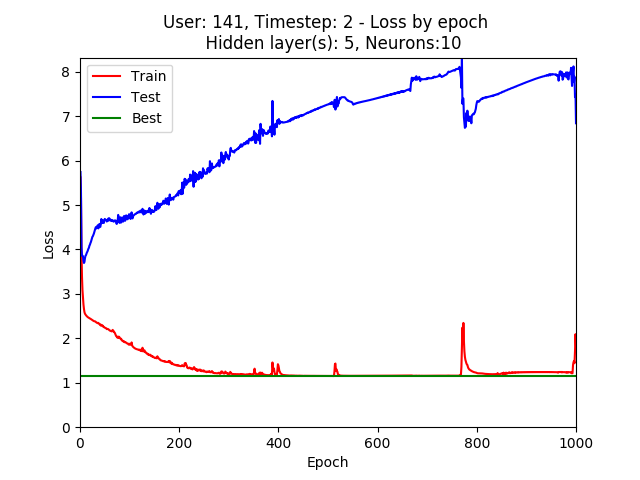 User: 141, Timestep: 2 - Loss by epoch
Hidden layer(s): 5, Neurons:10
Train
Test
Best
8
7
6
5
4
3
2
1
0
Loss
0 200 400 600 800 1000
Epoch